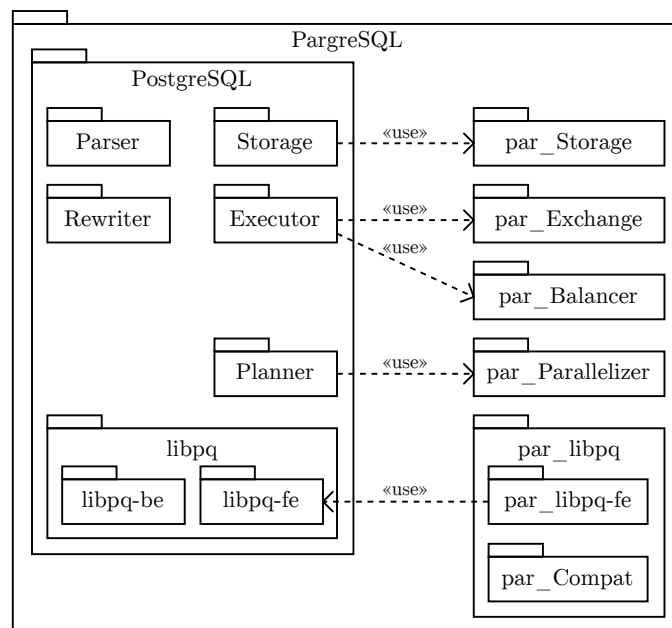 PargreSQL
PostgreSQL
Parser
Storage
«use»
par_Storage
Rewriter
Executor
«use»
par_Exchange
«use»
par_Balancer
Planner
«use»
par_Parallelizer
libpq
par_libpq
libpq-be
libpq-fe
«use»
par_libpq-fe
par_Compat